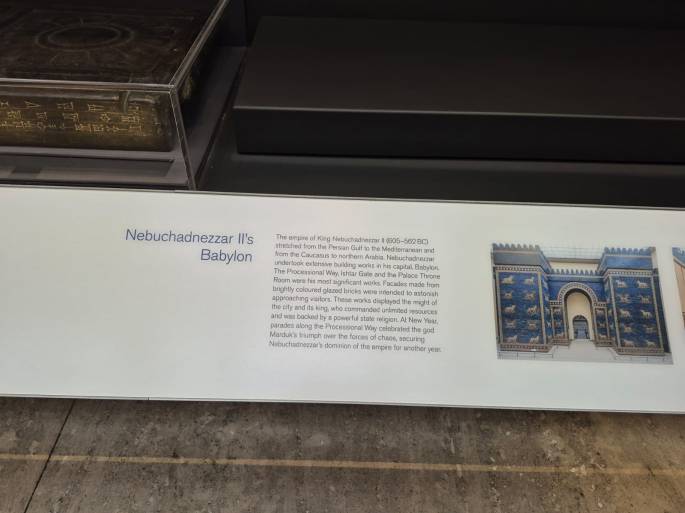 Nebuchadnezzar II's
Babylon
The empire of King Nebuchadnezzar II (605–562 BC)
stretched from the Persian Gulf to the Mediterranean and
from the Caucasus to northern Arabia. Nebuchadnezzar
undertook extensive building works in his capital, Babylon.
The Processional Way, Ishtar Gate and the Palace Throne
Room were his most significant works. Facades made from
brightly coloured glazed bricks were intended to astonish
approaching visitors. These works displayed the might of
the city and its king, who commanded unlimited resources
and was backed by a powerful state religion. At New Year,
parades along the Processional Way celebrated the god
Marduk's triumph over the forces of chaos, securing
Nebuchadnezzar's dominion of the empire for another year.